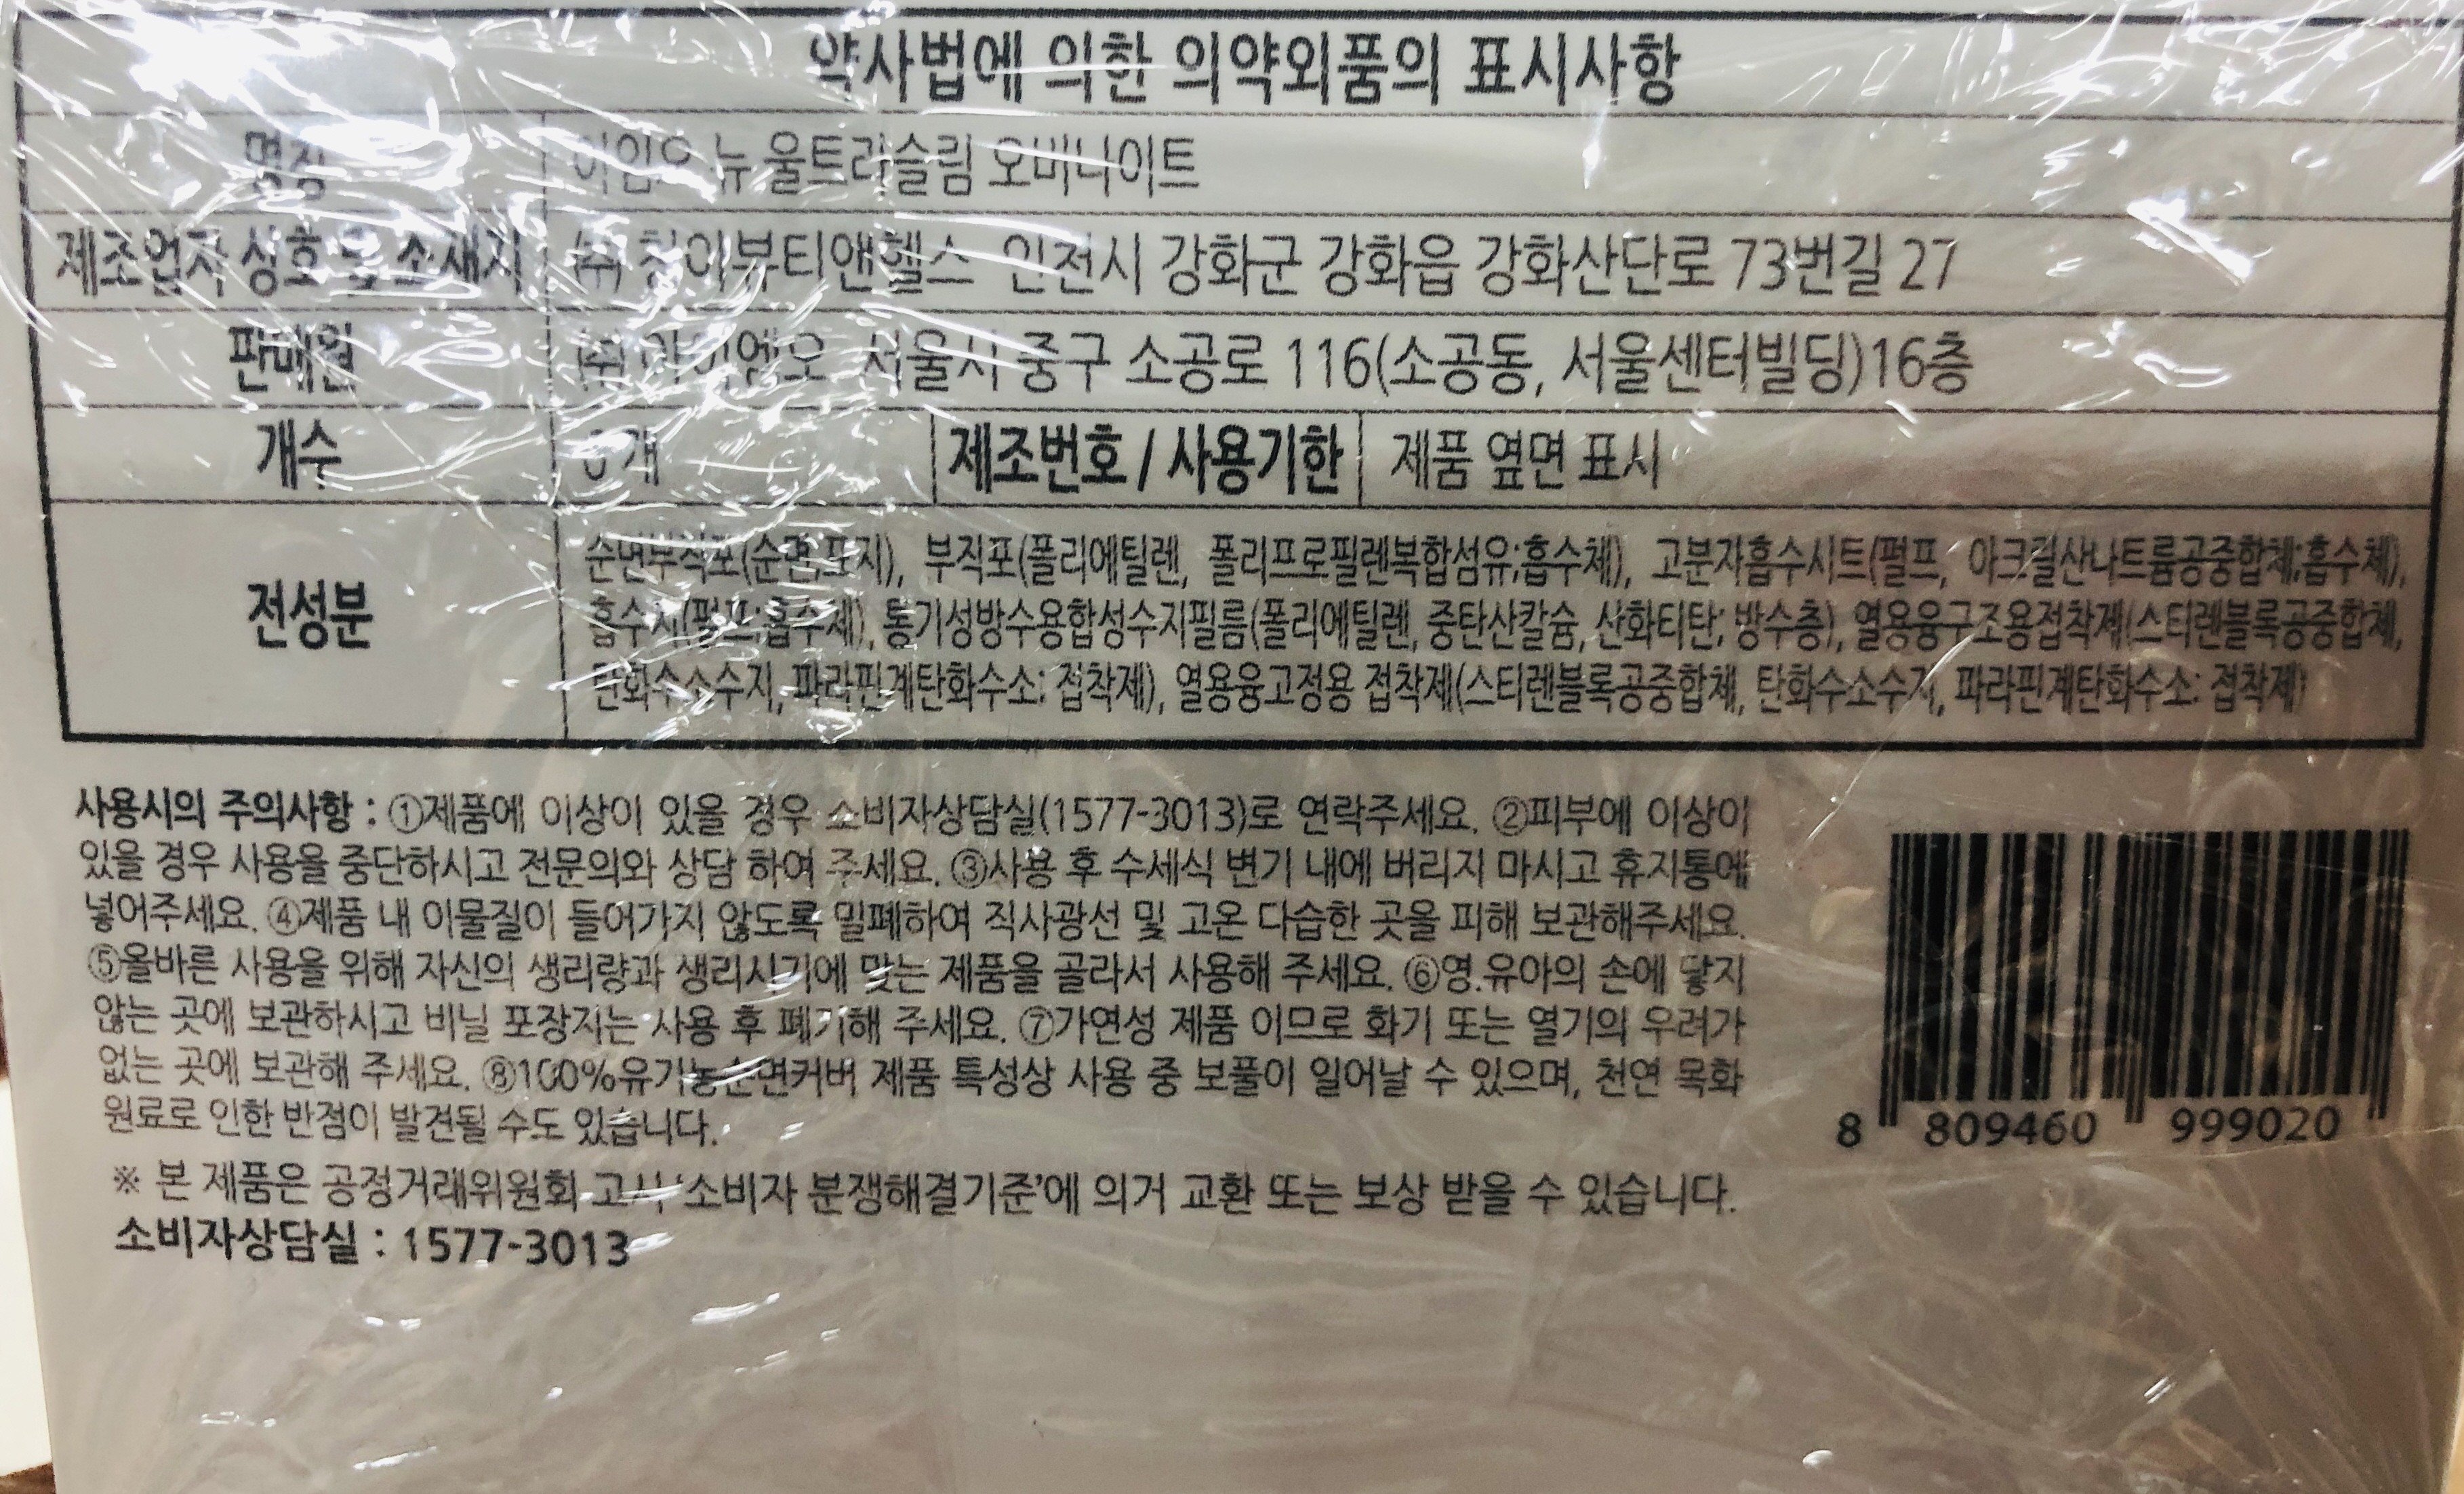 약사법에 의한 의약외품의 표시사항
명칭 뉴 울트라슬림 오버나이트
제조업자 상호 및 소재지 인천시 강화군 강화읍 강화산단로 73번길 27
판매원 ㈜아이엠오 서울시 중구 소공로 116(소공동, 서울센터빌딩)16층
개수 제조번호 / 사용기한 제품 옆면 표시
전성분
순면부직포(순면;표지), 부직포(폴리에틸렌, 폴리프로필렌복합섬유;흡수체), 고분자흡수시트(펄프, 아크릴산나트륨공중합체;흡수체),
흡수지(펄프;흡수체), 통기성방수용합성수지필름(폴리에틸렌, 중탄산칼슘, 산화티탄; 방수층), 열용융구조용접착제(스티렌블록공중합체,
탄화수소수지, 파라핀계탄화수소: 접착제), 열용융고정용 접착제(스티렌블록공중합체, 탄화수소수지, 파라핀계탄화수소: 접착제)
사용시의 주의사항 : ①제품에 이상이 있을 경우 소비자상담실(1577-3013)로 연락주세요. ②피부에 이상이
있을 경우 사용을 중단하시고 전문의와 상담 하여 주세요. ③사용 후 수세식 변기 내에 버리지 마시고 휴지통에
넣어주세요. ④제품 내 이물질이 들어가지 않도록 밀폐하여 직사광선 및 고온 다습한 곳을 피해 보관해주세요.
⑤올바른 사용을 위해 자신의 생리량과 생리시기에 맞는 제품을 골라서 사용해 주세요. ⑥영.유아의 손에 닿지
않는 곳에 보관하시고 비닐 포장지는 사용 후 폐기해 주세요. ⑦가연성 제품 이므로 화기 또는 열기의 우려가
없는 곳에 보관해 주세요. ⑧100%유기농순면커버 제품 특성상 사용 중 보풀이 일어날 수 있으며, 천연 목화
원료로 인한 반점이 발견될 수도 있습니다.
※ 본 제품은 공정거래위원회 고시 '소비자 분쟁해결기준'에 의거 교환 또는 보상 받을 수 있습니다.
소비자상담실 : 1577-3013
8 809460 999020